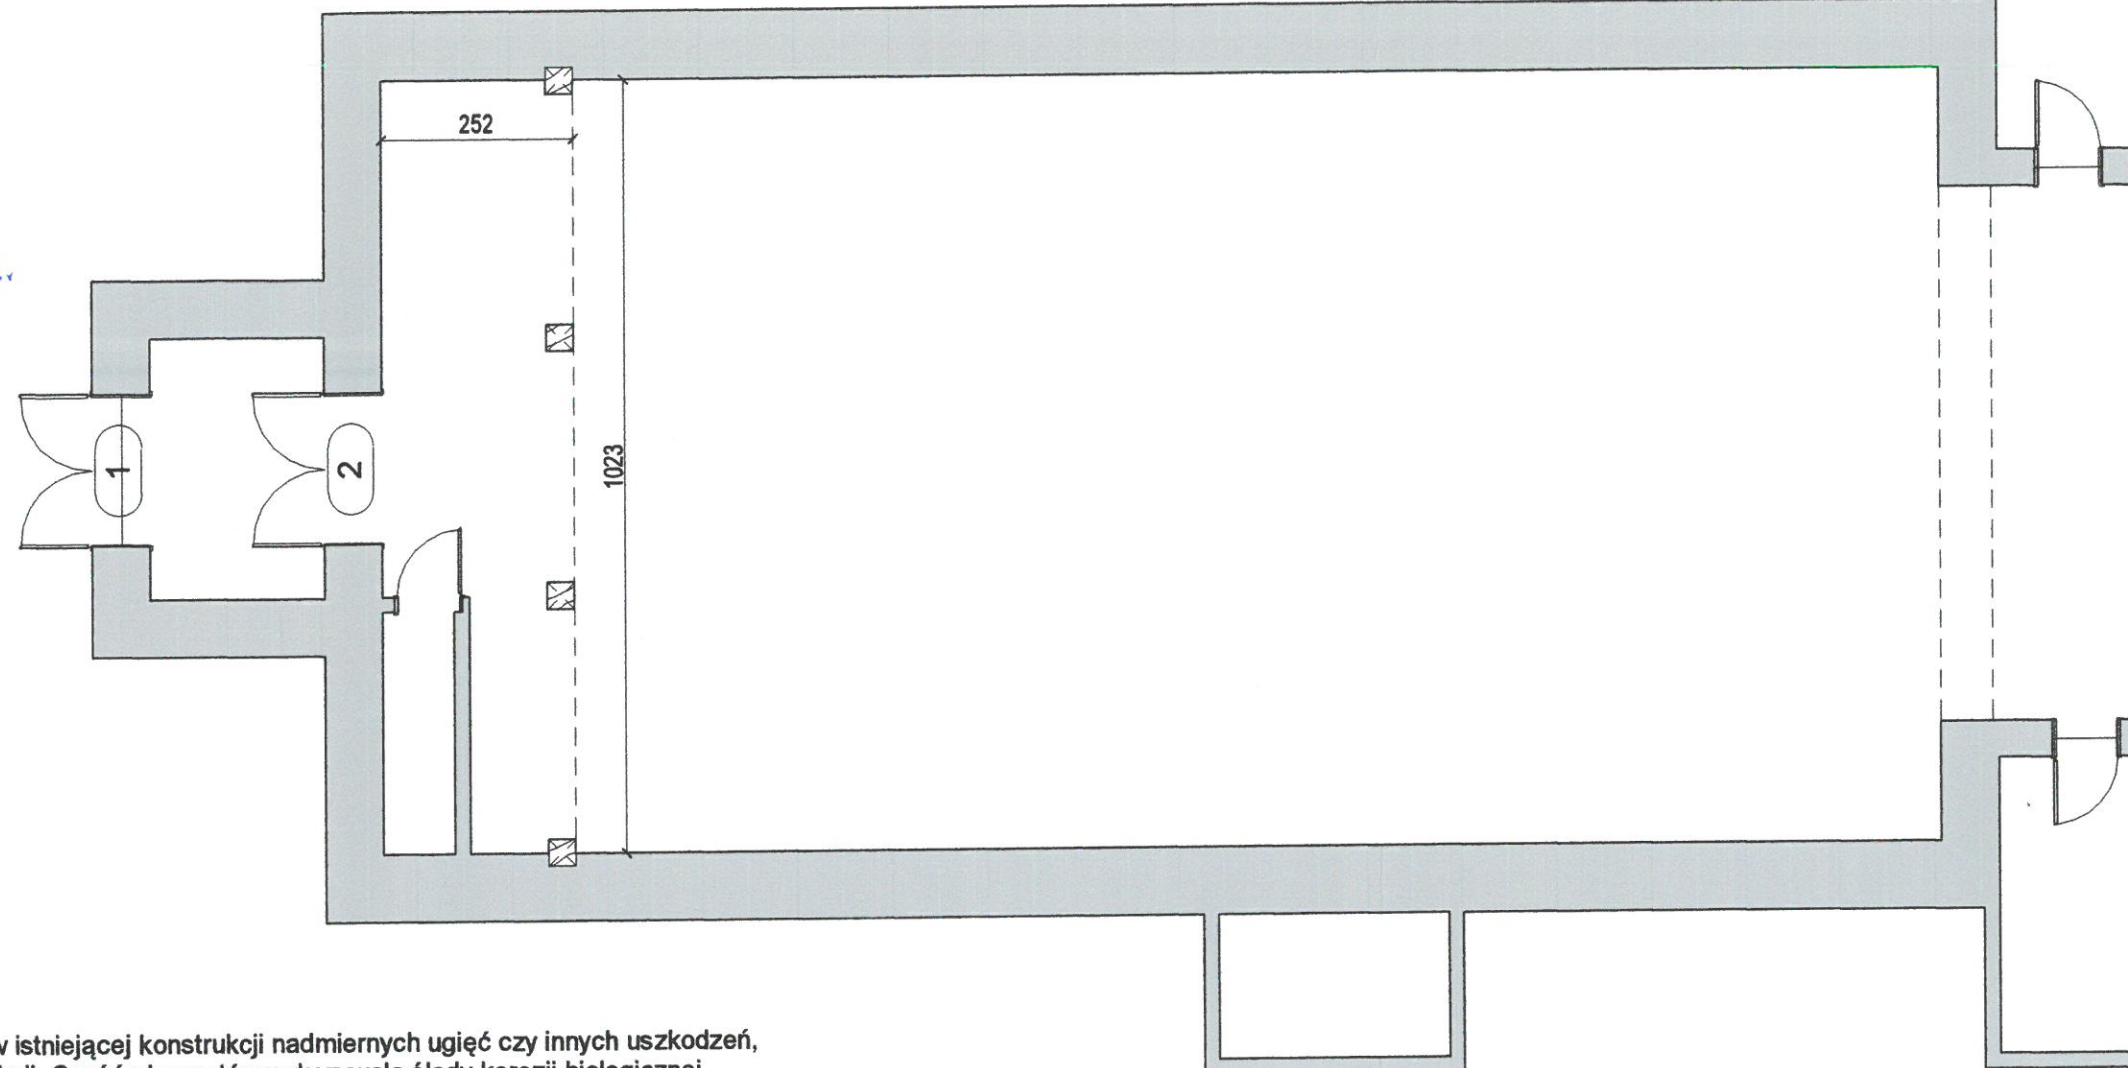 252
1023
1
2
istniejącej konstrukcji nadmiernych ugięć czy innych uszkodzeń,